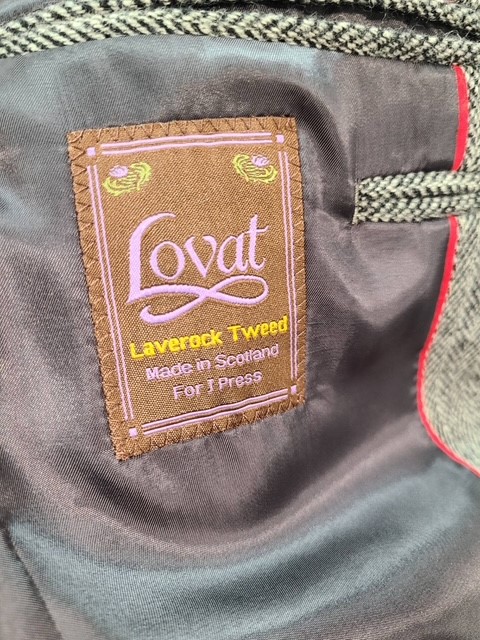 Lovat
Laverock Tweed
Made in Scotland
For J Press